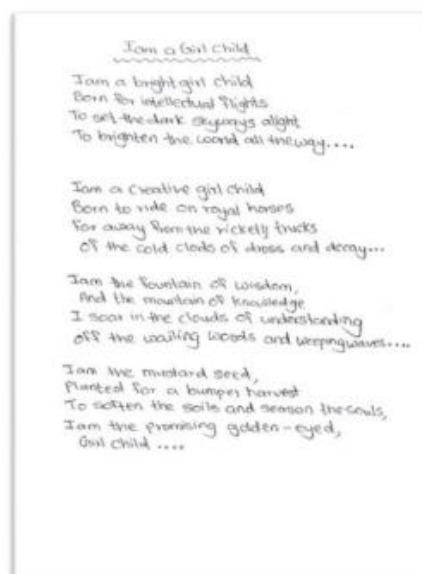 I am a Girl Child
I am a bright girl child
Born for intellectual flights
To set the dark skyways alight
To brighten the world all the way....
I am a creative girl child
Born to ride on royal horses
Far away from the rickety trucks
of the cold clods of dross and decay...
I am the fountain of wisdom,
And the mountain of knowledge
I soar in the clouds of understanding
off the wailing woods and weeping waves....
I am the mustard seed,
Planted for a bumper harvest
To soften the soils and season the souls,
I am the promising golden-eyed,
Girl child ....